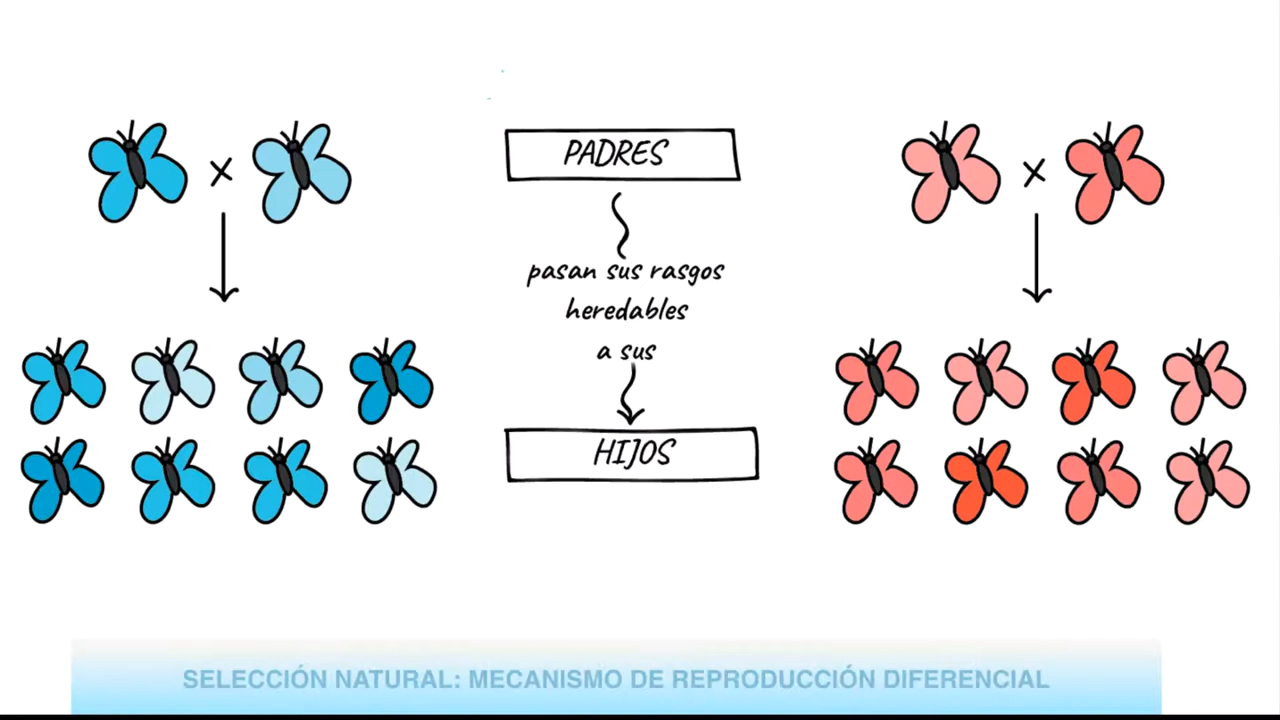 PADRES
pasan sus rasgos
heredables
a sus
HIJOS
SELECCIÓN NATURAL: MECANISMO DE REPRODUCCIÓN DIFERENCIAL